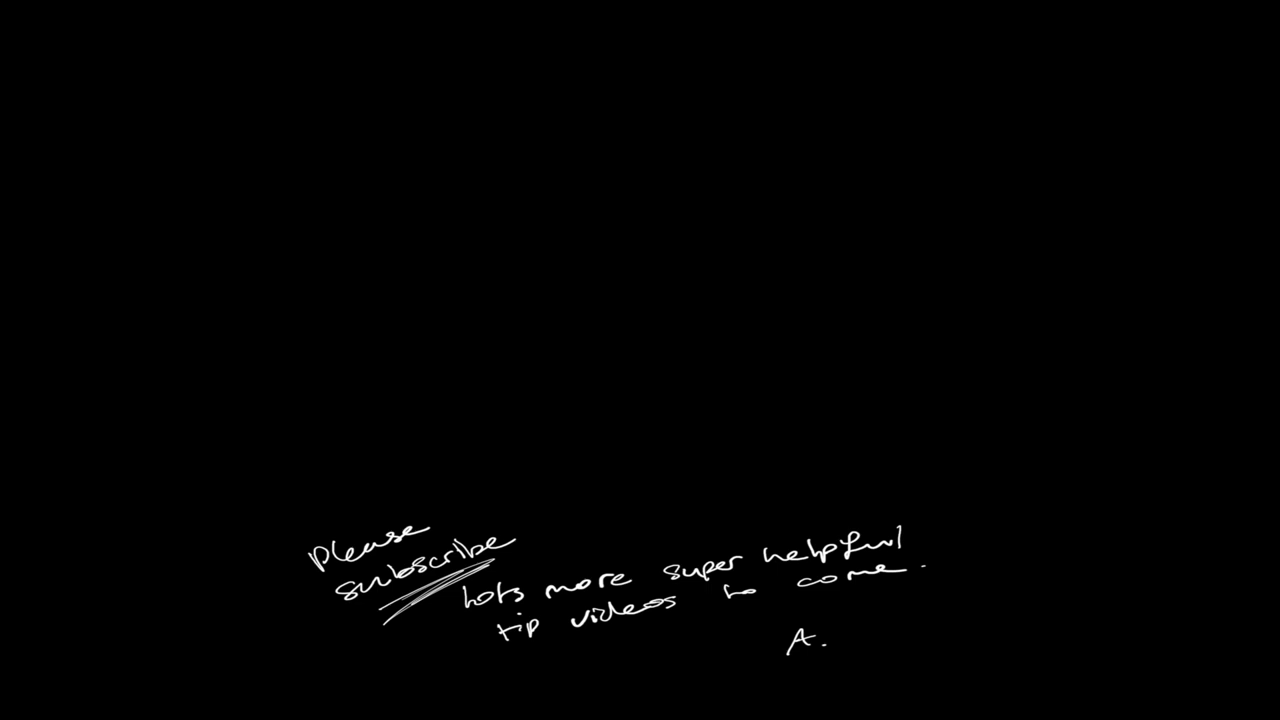 please
subscribe
Lots more super helpful
tip videos to come.
A.